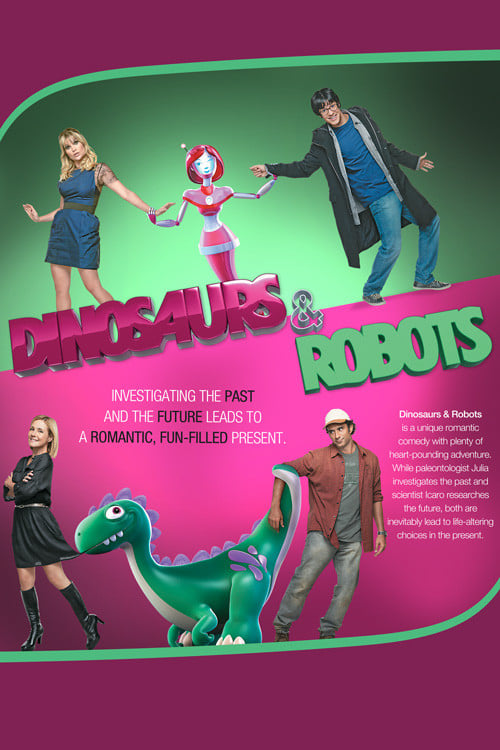 DINOSAURS &
ROBOTS
INVESTIGATING THE PAST
AND THE FUTURE LEADS TO
A ROMANTIC, FUN-FILLED PRESENT.
Dinosaurs & Robots
is a unique romantic
comedy with plenty of
heart-pounding adventure.
While paleontologist Julia
investigates the past and
scientist Icaro researches
the future, both are
inevitably lead to life-altering
choices in the present.